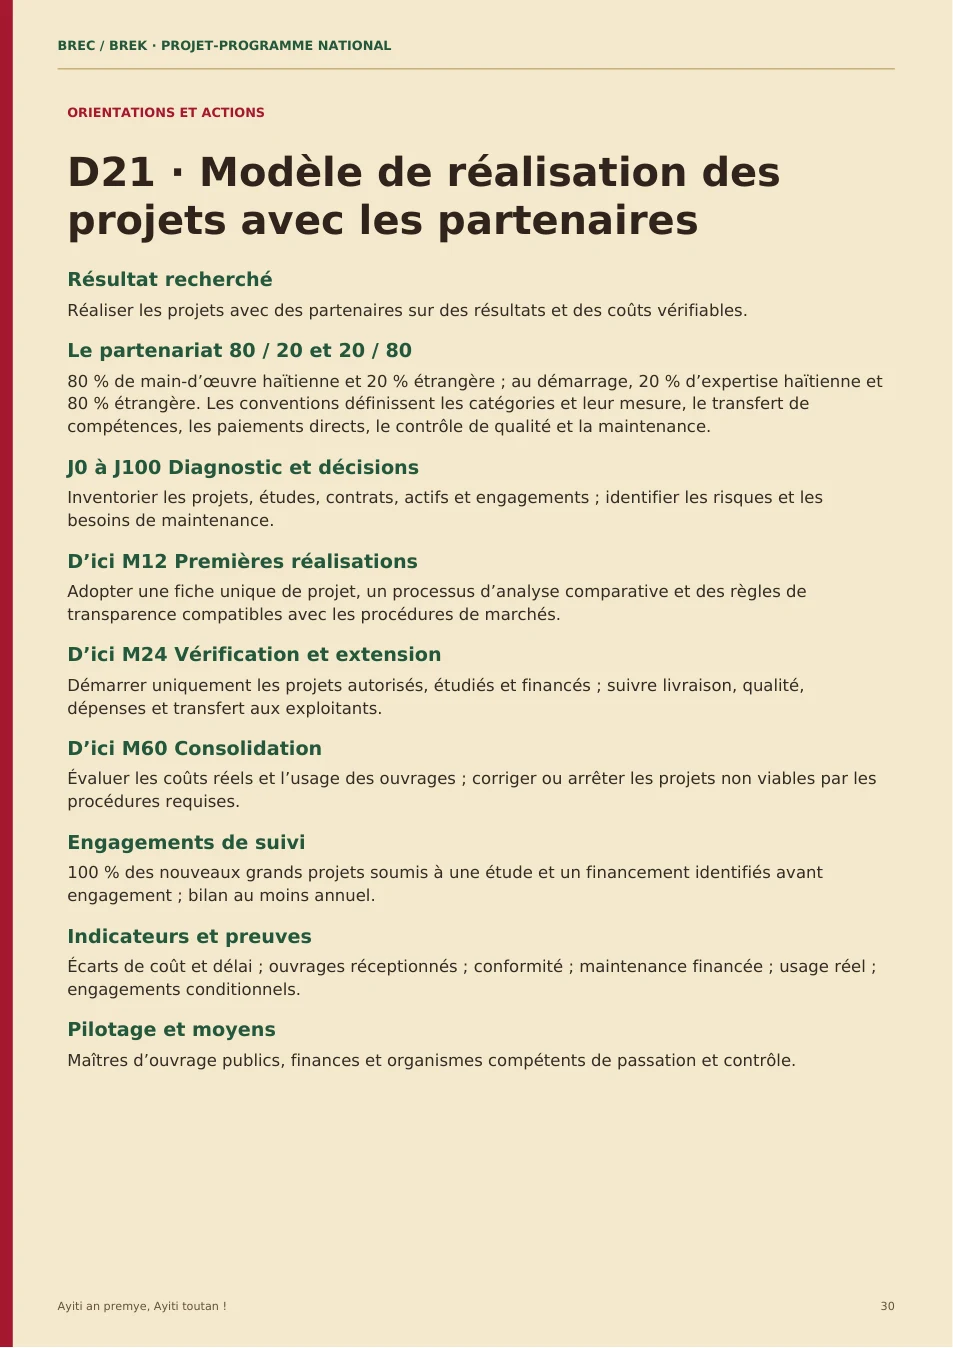 BREC / BREK · PROJET-PROGRAMME NATIONAL
ORIENTATIONS ET ACTIONS
D21 · Modèle de réalisation des
projets avec les partenaires
Résultat recherché
Réaliser les projets avec des partenaires sur des résultats et des coûts vérifiables.
Le partenariat 80 / 20 et 20 / 80
80 % de main-d’œuvre haïtienne et 20 % étrangère ; au démarrage, 20 % d’expertise haïtienne et
80 % étrangère. Les conventions définissent les catégories et leur mesure, le transfert de
compétences, les paiements directs, le contrôle de qualité et la maintenance.
J0 à J100 Diagnostic et décisions
Inventorier les projets, études, contrats, actifs et engagements ; identifier les risques et les
besoins de maintenance.
D’ici M12 Premières réalisations
Adopter une fiche unique de projet, un processus d’analyse comparative et des règles de
transparence compatibles avec les procédures de marchés.
D’ici M24 Vérification et extension
Démarrer uniquement les projets autorisés, étudiés et financés ; suivre livraison, qualité,
dépenses et transfert aux exploitants.
D’ici M60 Consolidation
Évaluer les coûts réels et l’usage des ouvrages ; corriger ou arrêter les projets non viables par les
procédures requises.
Engagements de suivi
100 % des nouveaux grands projets soumis à une étude et un financement identifiés avant
engagement ; bilan au moins annuel.
Indicateurs et preuves
Écarts de coût et délai ; ouvrages réceptionnés ; conformité ; maintenance financée ; usage réel ;
engagements conditionnels.
Pilotage et moyens
Maîtres d’ouvrage publics, finances et organismes compétents de passation et contrôle.
Ayiti an premye, Ayiti toutan !
30